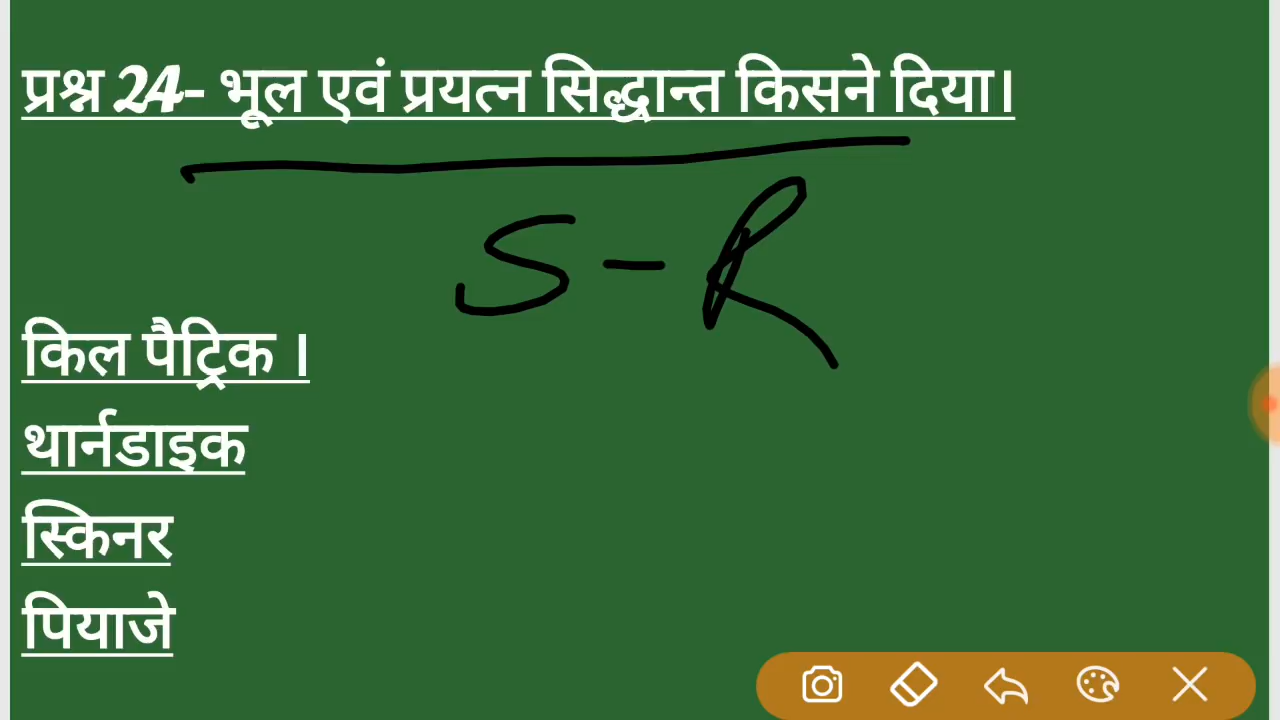 प्रश्न 24- भूल एवं प्रयत्न सिद्धान्त किसने दिया।
S-R
किल पैट्रिक ।
थार्नडाइक
स्किनर
पियाजे